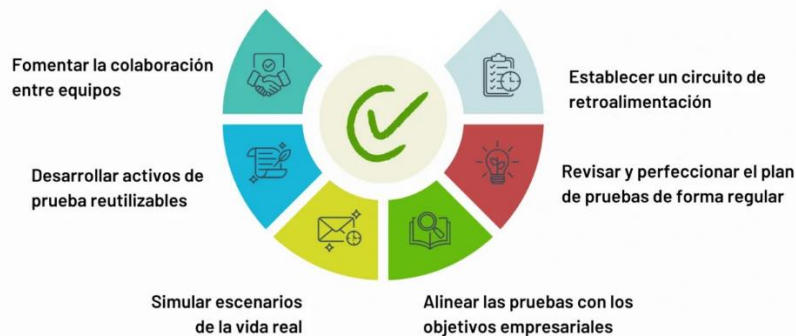 Fomentar la colaboración
entre equipos
Desarrollar activos de
prueba reutilizables
Simular escenarios
de la vida real
Alinear las pruebas con los
objetivos empresariales
Revisar y perfeccionar el plan
de pruebas de forma regular
Establecer un circuito de
retroalimentación